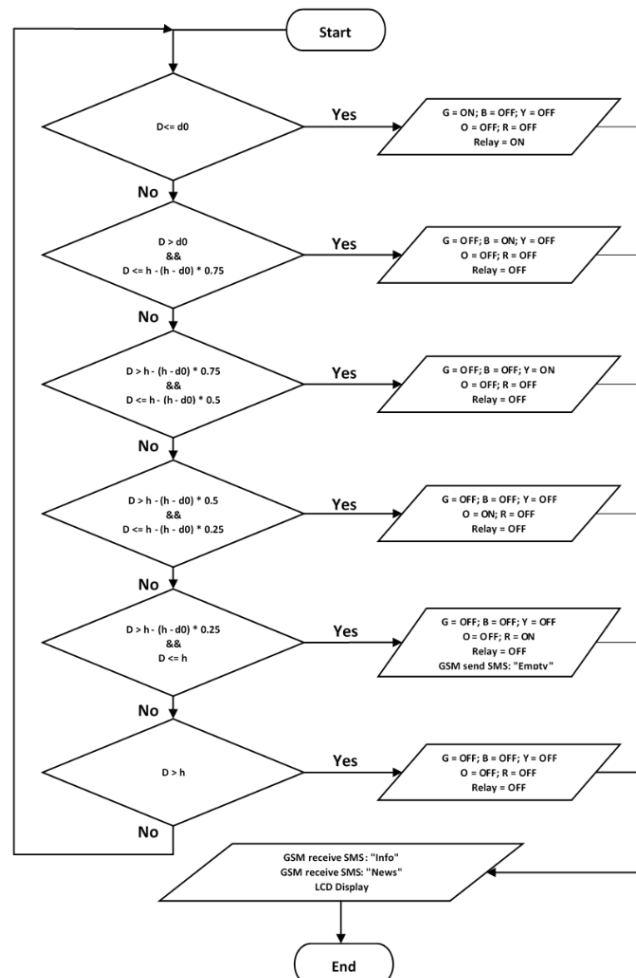 Start
D<= d0
Yes
G = ON; B = OFF; Y = OFF
O = OFF; R = OFF
Relay = ON
No
D > d0
&&
D <= h - (h - d0) * 0.75
Yes
G = OFF; B = ON; Y = OFF
O = OFF; R = OFF
Relay = OFF
No
D > h - (h - d0) * 0.75
&&
D <= h - (h - d0) * 0.5
Yes
G = OFF; B = OFF; Y = ON
O = OFF; R = OFF
Relay = OFF
No
D > h - (h - d0) * 0.5
&&
D <= h - (h - d0) * 0.25
Yes
G = OFF; B = OFF; Y = OFF
O = ON; R = OFF
Relay = OFF
No
D > h - (h - d0) * 0.25
&&
D <= h
Yes
G = OFF; B = OFF; Y = OFF
O = OFF; R = ON
Relay = OFF
GSM send SMS: "Empty"
No
D > h
Yes
G = OFF; B = OFF; Y = OFF
O = OFF; R = OFF
Relay = OFF
No
GSM receive SMS: "Info"
GSM receive SMS: "News"
LCD Display
End